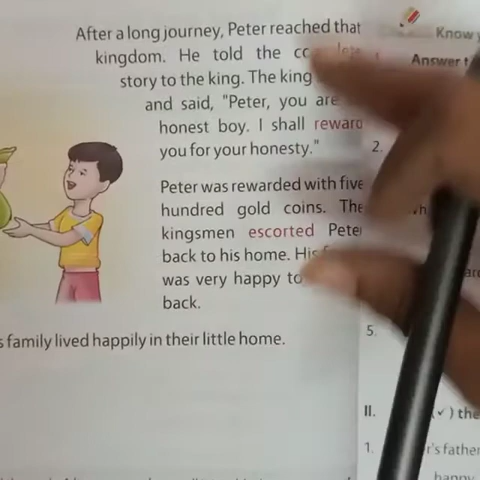 After a long journey, Peter reached that
kingdom. He told the
story to the king. The king
and said, "Peter, you are
honest boy. I shall reward
you for your honesty."
Peter was rewarded with five
hundred gold coins. The
kingsmen escorted Peter
back to his home. His
was very happy to
back.
family lived happily in their little home.
Know
Answer
1.
2.
5.
II. (✓) the
1. father
happy